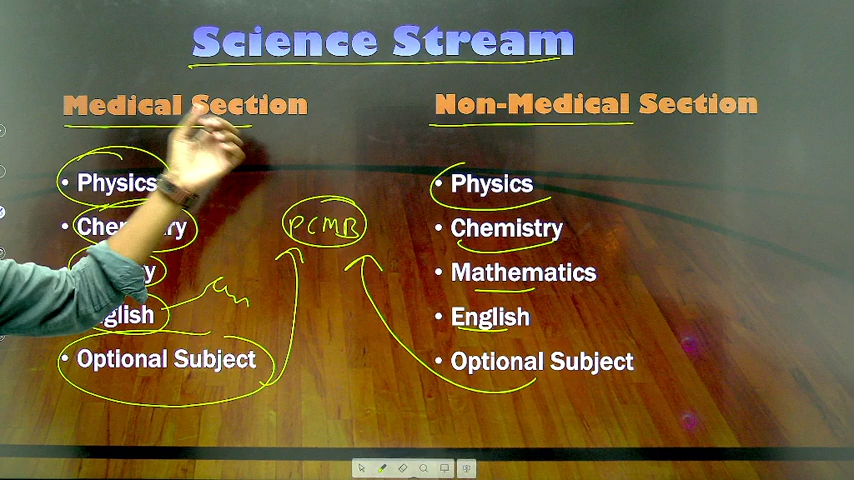 Science Stream
Medical Section
• Physics
• Chemistry
• English
• Optional Subject
PCMB
Non-Medical Section
• Physics
• Chemistry
• Mathematics
• English
• Optional Subject